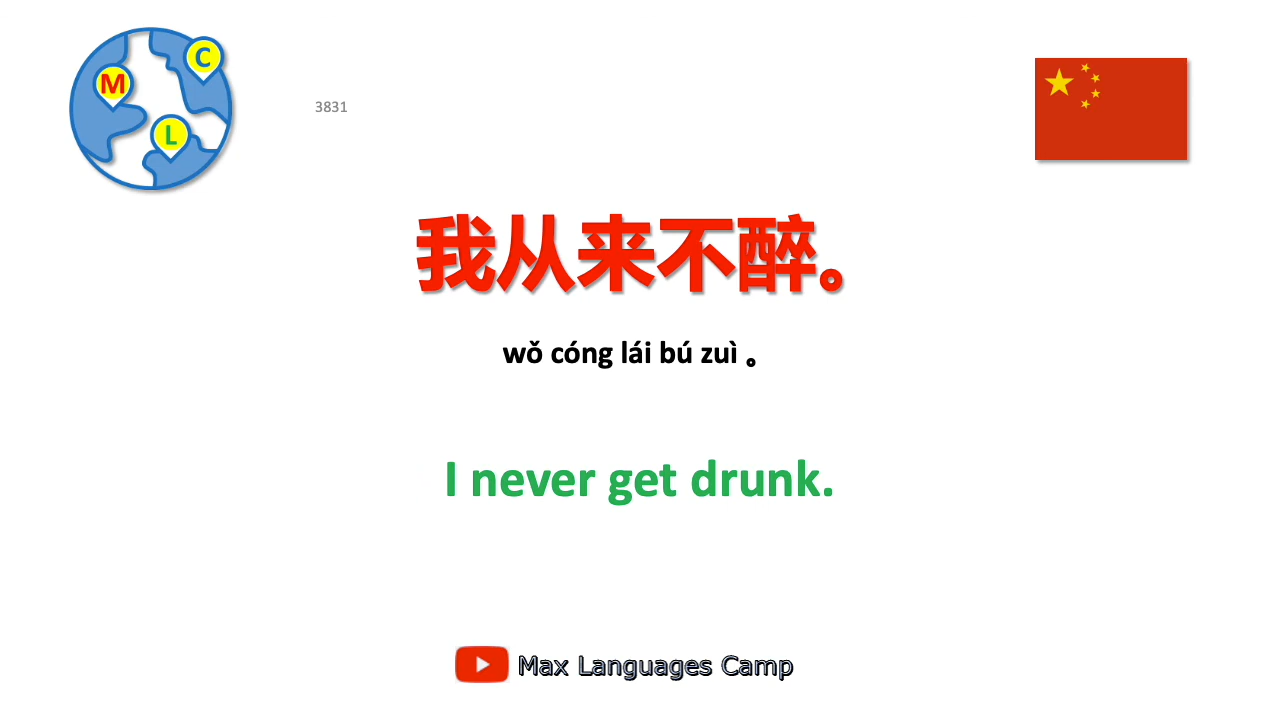 M
C
L
3831
我从来不醉。
wǒ cóng lái bú zuì 。
I never get drunk.
Max Languages Camp